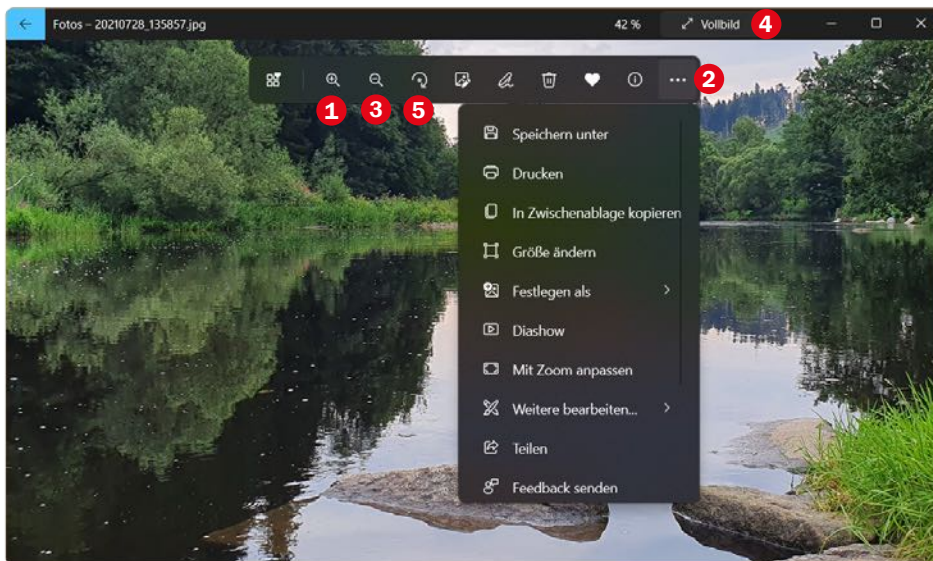 Fotos – 20210728_135857.jpg 42 % Vollbild 4
2
1 3 5
Speichern unter
Drucken
In Zwischenablage kopieren
Größe ändern
Festlegen als
Diashow
Mit Zoom anpassen
Weitere bearbeiten...
Teilen
Feedback senden